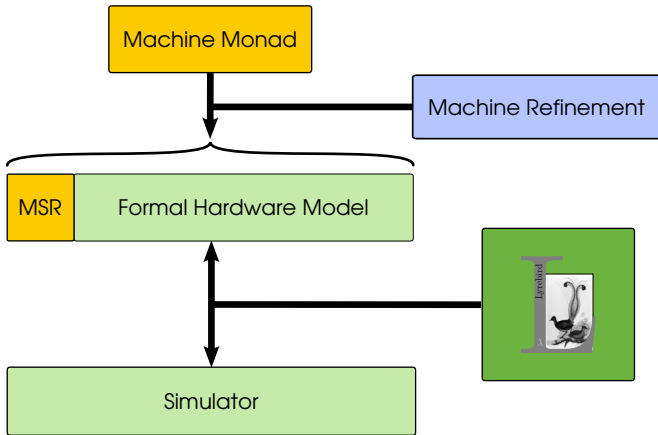 Machine Monad
Machine Refinement
MSR
Formal Hardware Model
Lyrebird
L
A
Simulator